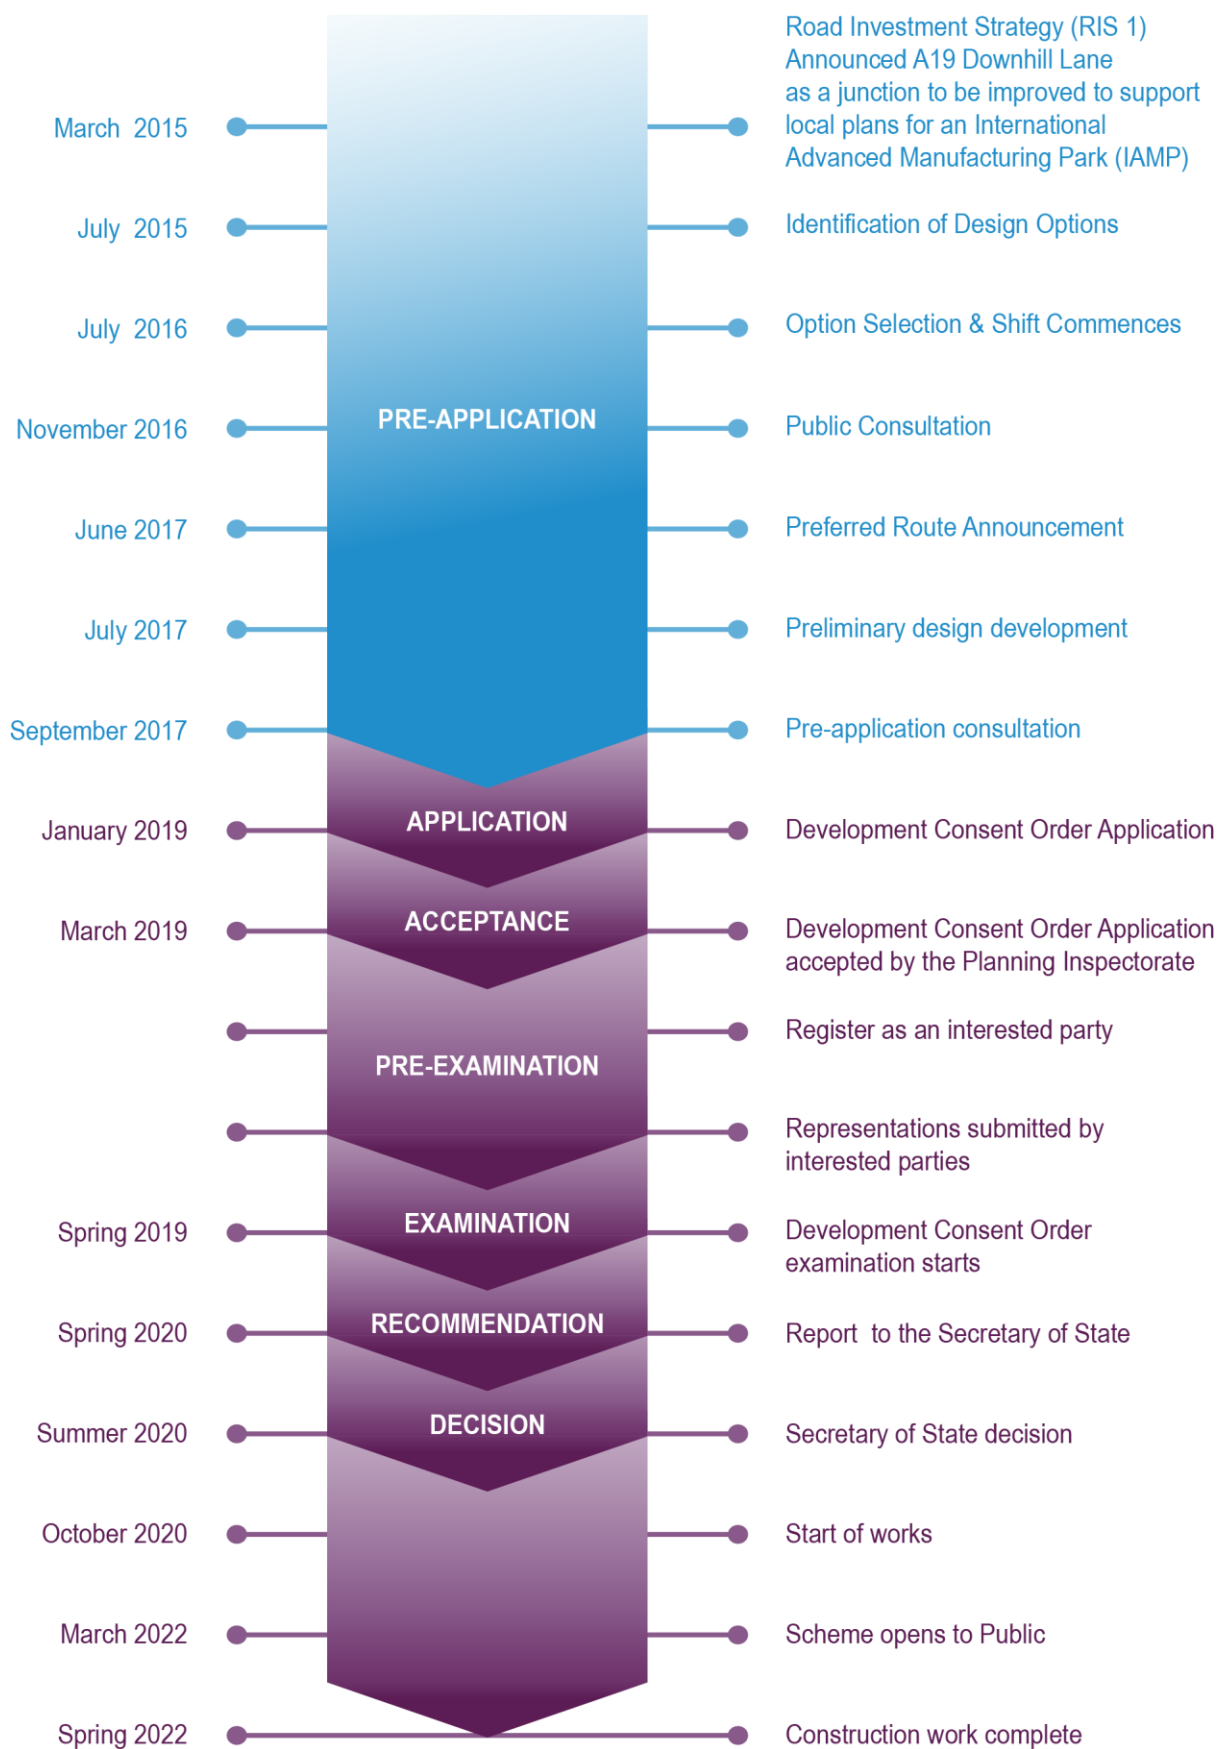 Road Investment Strategy (RIS 1)
Announced A19 Downhill Lane
as a junction to be improved to support
local plans for an International
Advanced Manufacturing Park (IAMP)
March 2015
July 2015
Identification of Design Options
July 2016
Option Selection & Shift Commences
PRE-APPLICATION
November 2016
Public Consultation
June 2017
Preferred Route Announcement
July 2017
Preliminary design development
September 2017
Pre-application consultation
APPLICATION
January 2019
Development Consent Order Application
ACCEPTANCE
March 2019
Development Consent Order Application
accepted by the Planning Inspectorate
Register as an interested party
PRE-EXAMINATION
Representations submitted by
interested parties
EXAMINATION
Spring 2019
Development Consent Order
examination starts
RECOMMENDATION
Spring 2020
Report to the Secretary of State
DECISION
Summer 2020
Secretary of State decision
October 2020
Start of works
March 2022
Scheme opens to Public
Spring 2022
Construction work complete